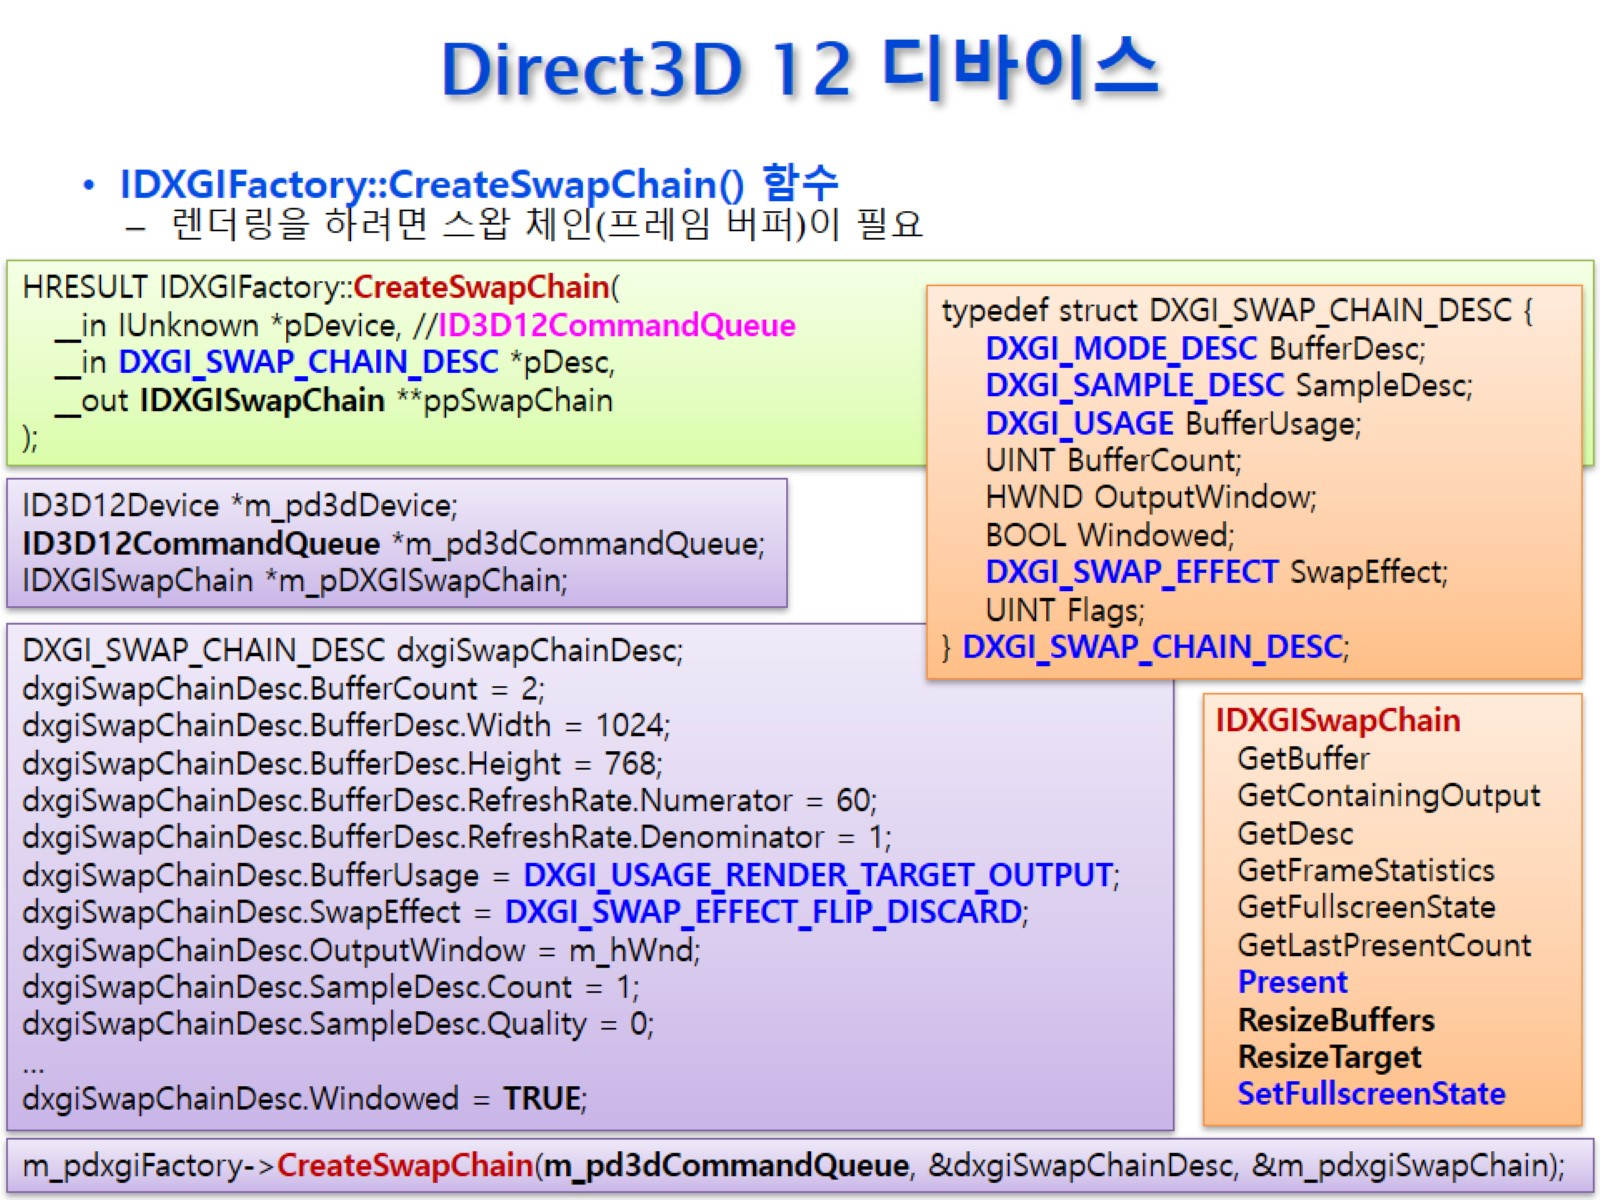 Direct3D 12 디바이스
• IDXGIFactory::CreateSwapChain() 함수
– 렌더링을 하려면 스왑 체인(프레임 버퍼)이 필요
HRESULT IDXGIFactory::CreateSwapChain(
__in IUnknown *pDevice, //ID3D12CommandQueue
__in DXGI_SWAP_CHAIN_DESC *pDesc,
__out IDXGISwapChain **ppSwapChain
);
typedef struct DXGI_SWAP_CHAIN_DESC {
DXGI_MODE_DESC BufferDesc;
DXGI_SAMPLE_DESC SampleDesc;
DXGI_USAGE BufferUsage;
UINT BufferCount;
HWND OutputWindow;
BOOL Windowed;
DXGI_SWAP_EFFECT SwapEffect;
UINT Flags;
} DXGI_SWAP_CHAIN_DESC;
ID3D12Device *m_pd3dDevice;
ID3D12CommandQueue *m_pd3dCommandQueue;
IDXGISwapChain *m_pDXGISwapChain;
DXGI_SWAP_CHAIN_DESC dxgiSwapChainDesc;
dxgiSwapChainDesc.BufferCount = 2;
dxgiSwapChainDesc.BufferDesc.Width = 1024;
dxgiSwapChainDesc.BufferDesc.Height = 768;
dxgiSwapChainDesc.BufferDesc.RefreshRate.Numerator = 60;
dxgiSwapChainDesc.BufferDesc.RefreshRate.Denominator = 1;
dxgiSwapChainDesc.BufferUsage = DXGI_USAGE_RENDER_TARGET_OUTPUT;
dxgiSwapChainDesc.SwapEffect = DXGI_SWAP_EFFECT_FLIP_DISCARD;
dxgiSwapChainDesc.OutputWindow = m_hWnd;
dxgiSwapChainDesc.SampleDesc.Count = 1;
dxgiSwapChainDesc.SampleDesc.Quality = 0;
...
dxgiSwapChainDesc.Windowed = TRUE;
IDXGISwapChain
GetBuffer
GetContainingOutput
GetDesc
GetFrameStatistics
GetFullscreenState
GetLastPresentCount
Present
ResizeBuffers
ResizeTarget
SetFullscreenState
m_pdxgiFactory->CreateSwapChain(m_pd3dCommandQueue, &dxgiSwapChainDesc, &m_pdxgiSwapChain);